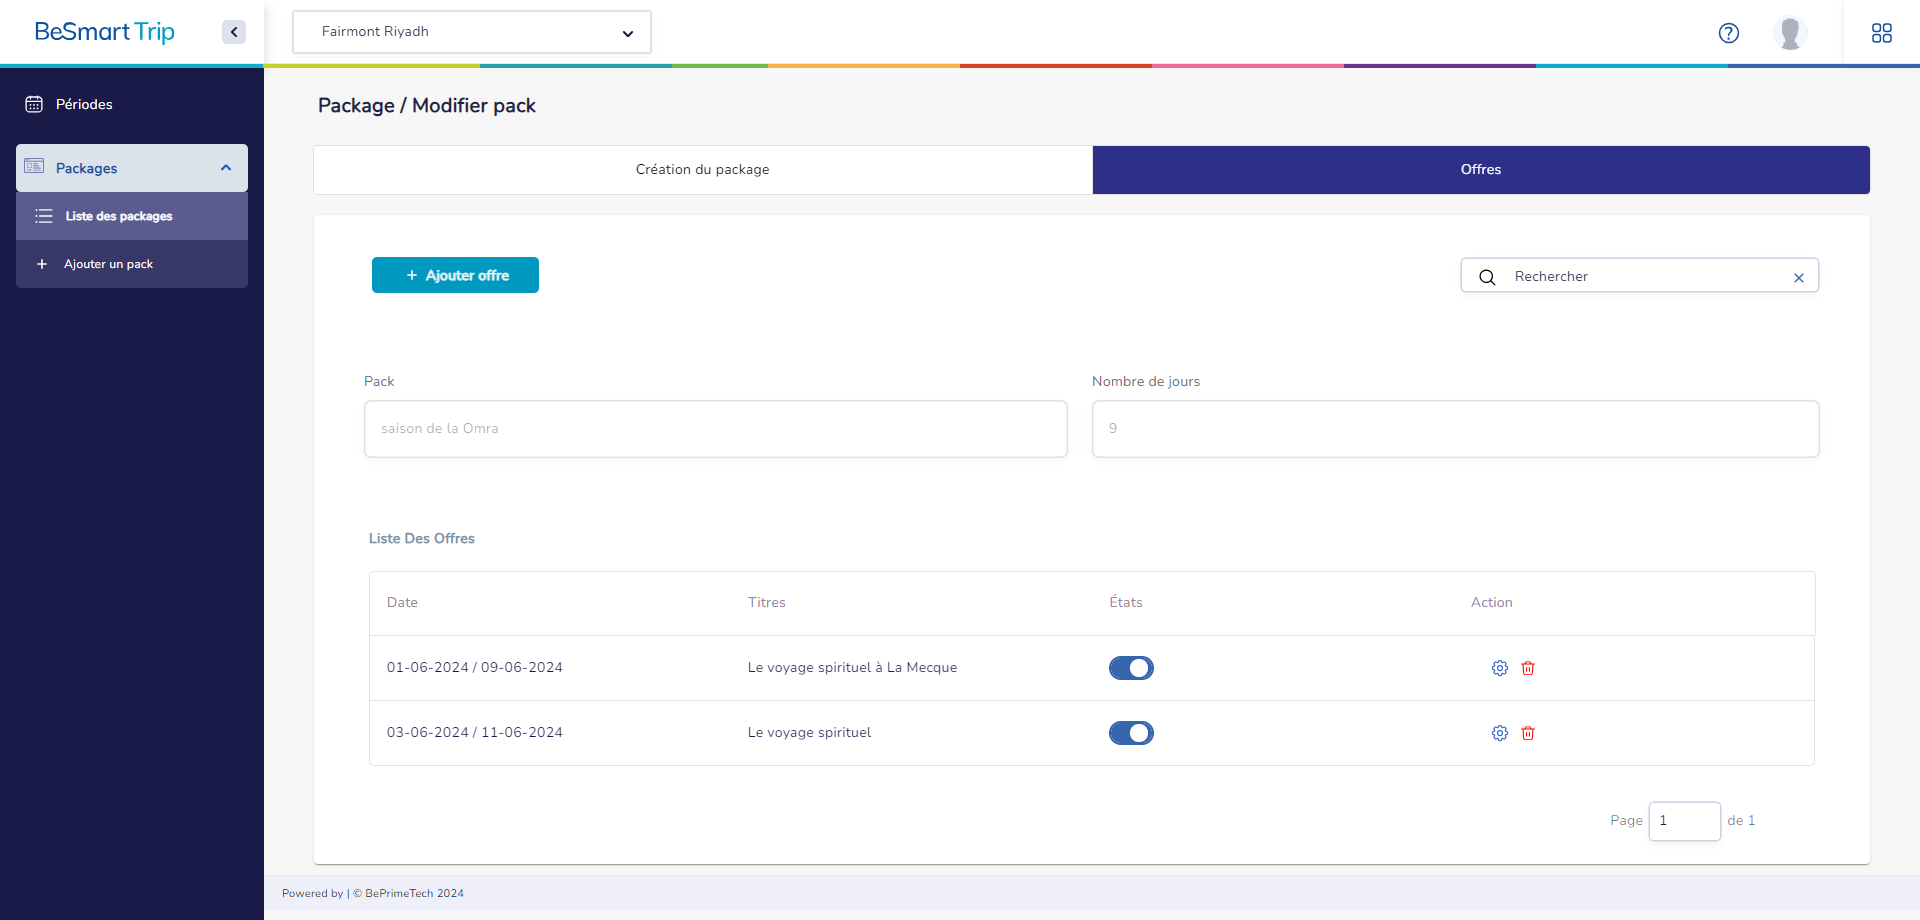 BeSmart Trip
Fairmont Riyadh
Périodes
Packages
Liste des packages
Ajouter un pack
Package / Modifier pack
Création du package
Offres
Ajouter offre
Rechercher
Pack
Nombre de jours
saison de la Omra
9
Liste Des Offres
Date Titres États Action
01-06-2024 / 09-06-2024 Le voyage spirituel à La Mecque
03-06-2024 / 11-06-2024 Le voyage spirituel
Page 1 de 1
Powered by | © BePrimeTech 2024